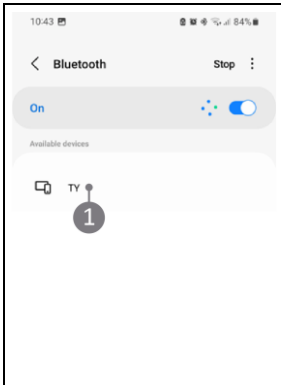 10:43 84%
Bluetooth Stop
On
Available devices
TY
1